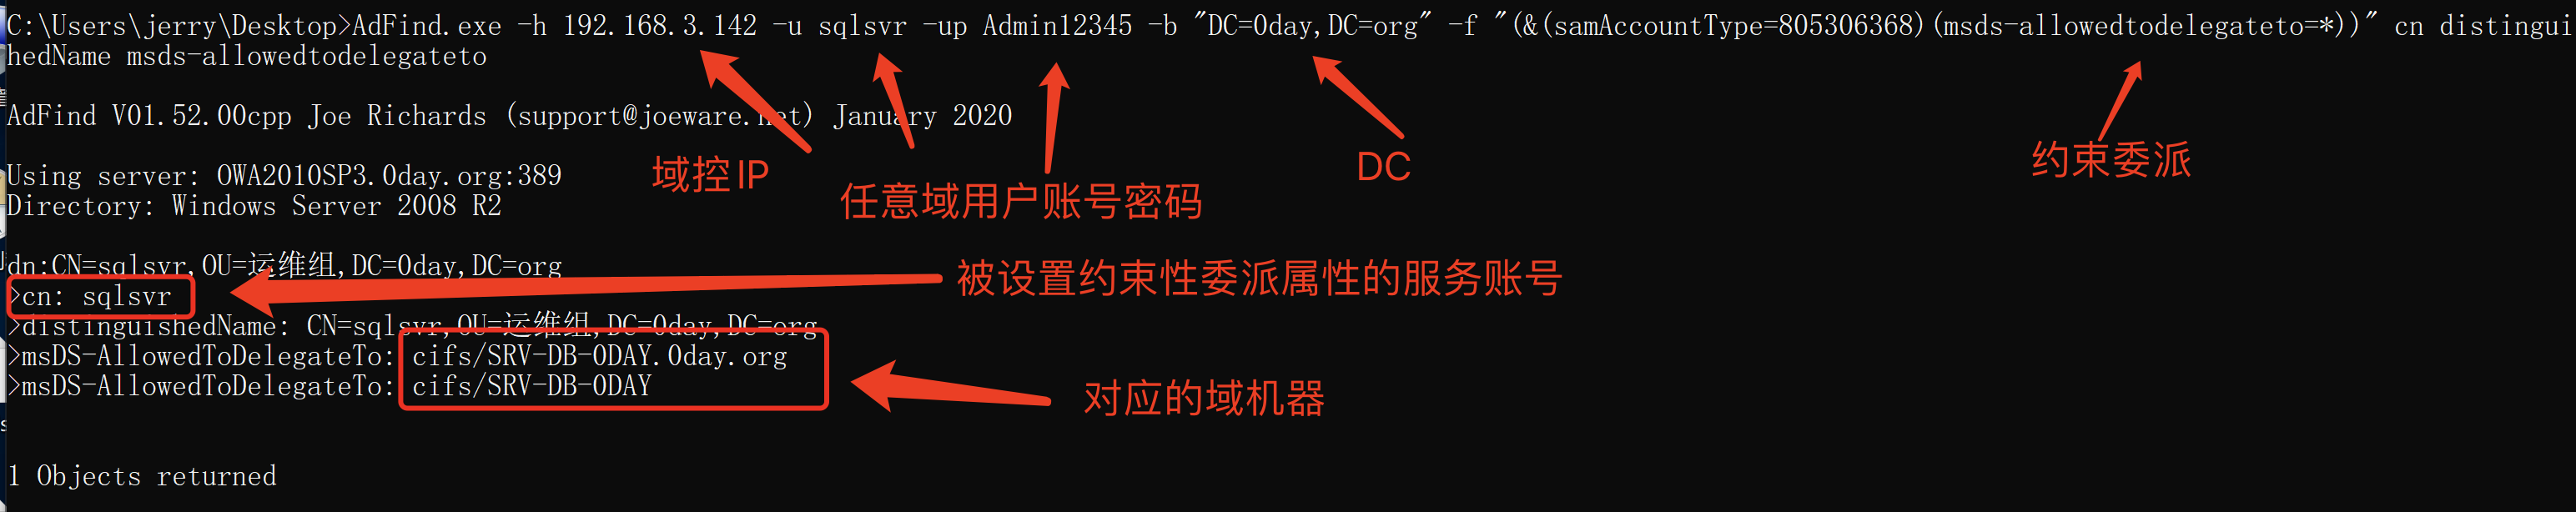 C:\Users\jerry\Desktop>AdFind.exe -h 192.168.3.142 -u sqlsvr -up Admin12345 -b "DC=0day,DC=org" -f "(&(samAccountType=805306368)(msds-allowedtodelegateto=*))" cn distingui
hedName msds-allowedtodelegateto
AdFind V01.52.00cpp Joe Richards (support@joeware.net) January 2020
域控IP
任意域用户账号密码
DC
约束委派
Using server: OWA2010SP3.0day.org:389
Directory: Windows Server 2008 R2
dn:CN=sqlsvr,OU=运维组,DC=0day,DC=org
>cn: sqlsvr
被设置约束性委派属性的服务账号
>distinguishedName: CN=sqlsvr,OU=运维组,DC=0day,DC=org
>msDS-AllowedToDelegateTo: cifs/SRV-DB-0DAY.0day.org
>msDS-AllowedToDelegateTo: cifs/SRV-DB-0DAY
对应的域机器
1 Objects returned